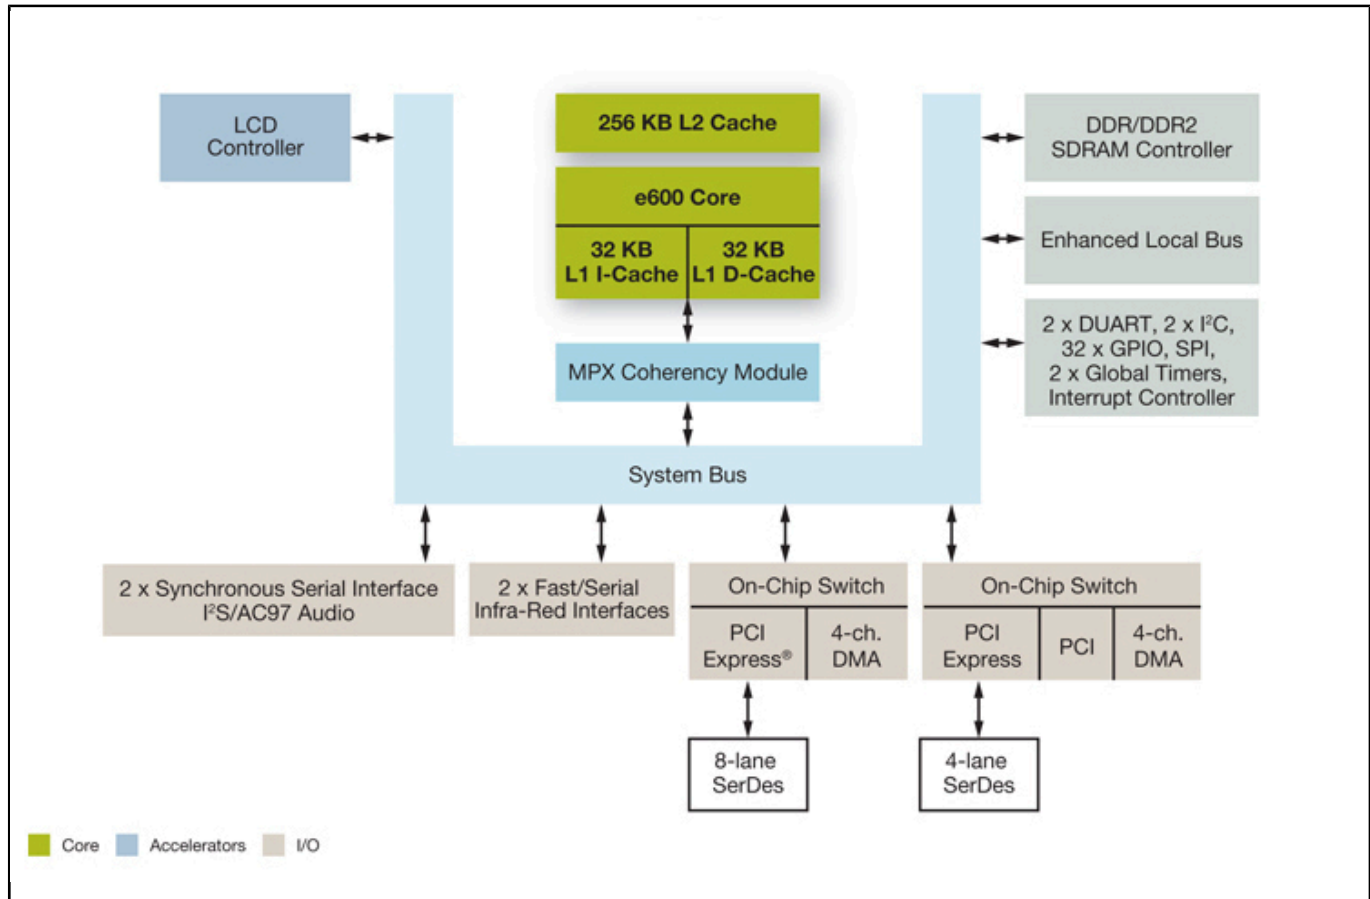 LCD
Controller
256 KB L2 Cache
e600 Core
32 KB
L1 I-Cache
32 KB
L1 D-Cache
MPX Coherency Module
System Bus
DDR/DDR2
SDRAM Controller
Enhanced Local Bus
2 x DUART, 2 x I²C,
32 x GPIO, SPI,
2 x Global Timers,
Interrupt Controller
2 x Synchronous Serial Interface
I²S/AC97 Audio
2 x Fast/Serial
Infra-Red Interfaces
On-Chip Switch
PCI
Express®
4-ch.
DMA
On-Chip Switch
PCI
Express
PCI
4-ch.
DMA
8-lane
SerDes
4-lane
SerDes
Core
Accelerators
I/O